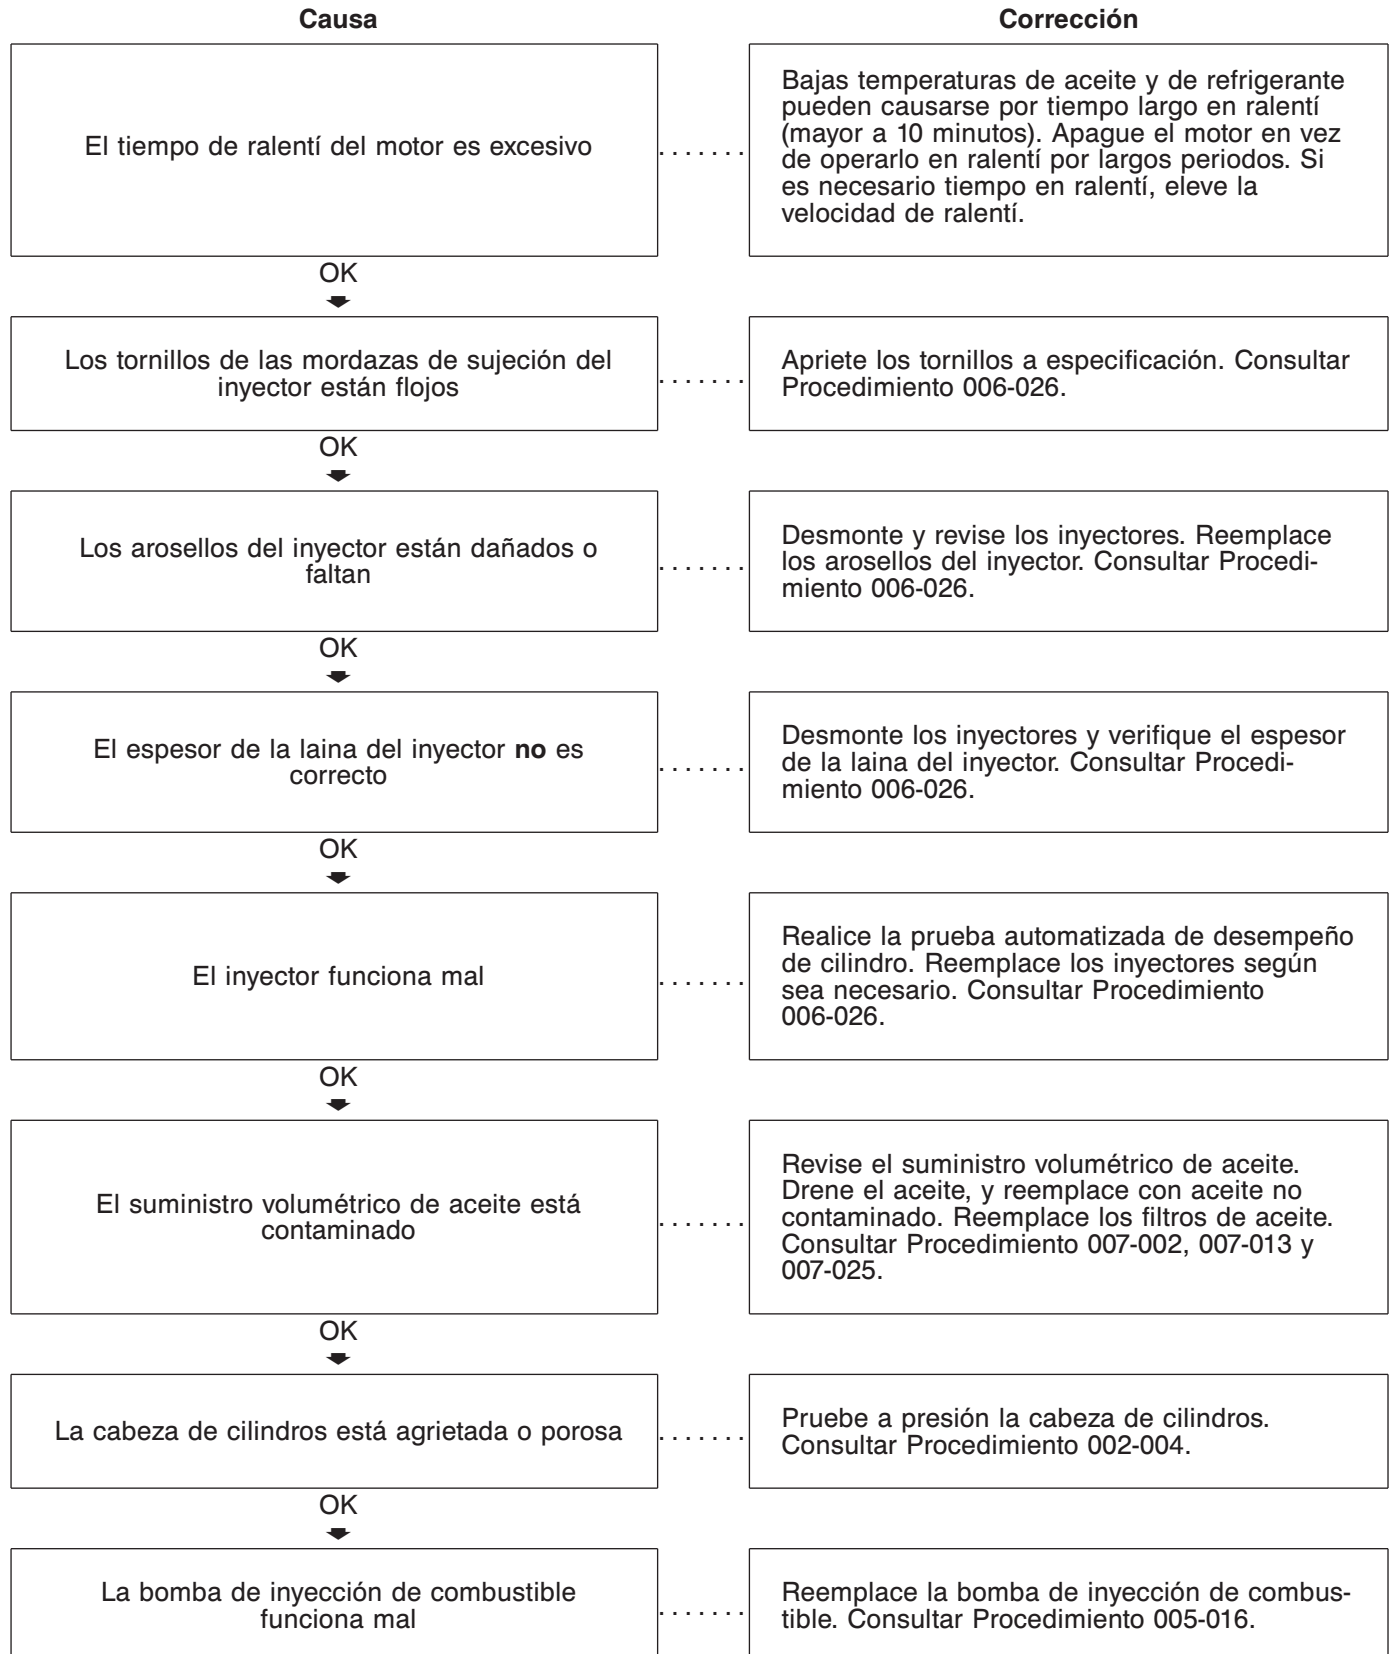 Causa
Corrección
El tiempo de ralentí del motor es excesivo
. . . . . . .
Bajas temperaturas de aceite y de refrigerante
pueden causarse por tiempo largo en ralentí
(mayor a 10 minutos). Apague el motor en vez
de operarlo en ralentí por largos periodos. Si
es necesario tiempo en ralentí, eleve la
velocidad de ralentí.
OK
Los tornillos de las mordazas de sujeción del
inyector están flojos
. . . . . . .
Apriete los tornillos a especificación. Consultar
Procedimiento 006-026.
OK
Los arosellos del inyector están dañados o
faltan
. . . . . . .
Desmonte y revise los inyectores. Reemplace
los arosellos del inyector. Consultar Procedi-
miento 006-026.
OK
El espesor de la laina del inyector no es
correcto
. . . . . . .
Desmonte los inyectores y verifique el espesor
de la laina del inyector. Consultar Procedi-
miento 006-026.
OK
El inyector funciona mal
. . . . . . .
Realice la prueba automatizada de desempeño
de cilindro. Reemplace los inyectores según
sea necesario. Consultar Procedimiento
006-026.
OK
El suministro volumétrico de aceite está
contaminado
. . . . . . .
Revise el suministro volumétrico de aceite.
Drene el aceite, y reemplace con aceite no
contaminado. Reemplace los filtros de aceite.
Consultar Procedimiento 007-002, 007-013 y
007-025.
OK
La cabeza de cilindros está agrietada o porosa
. . . . . . .
Pruebe a presión la cabeza de cilindros.
Consultar Procedimiento 002-004.
OK
La bomba de inyección de combustible
funciona mal
. . . . . . .
Reemplace la bomba de inyección de combus-
tible. Consultar Procedimiento 005-016.